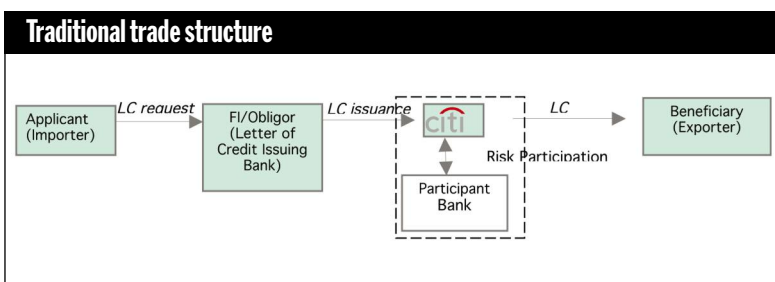 Traditional trade structure
Applicant
(Importer)
LC request
FI/Obligor
(Letter of
Credit Issuing
Bank)
LC issuance
citi
LC
Beneficiary
(Exporter)
Risk Participation
Participant
Bank